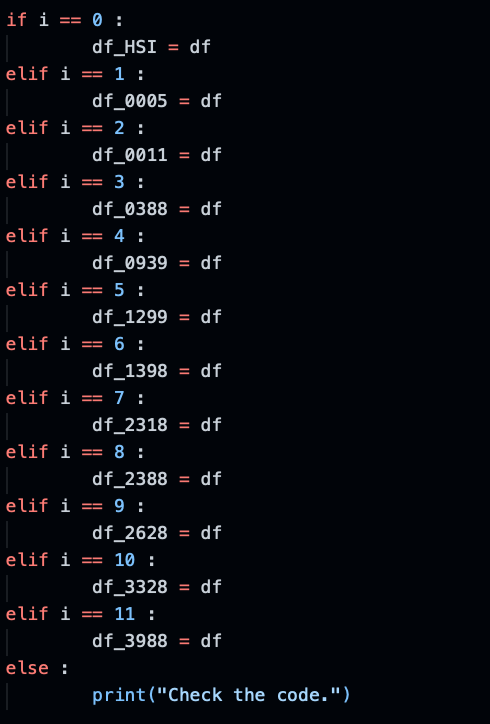 if i == 0 :
        df_HSI = df
elif i == 1 :
        df_0005 = df
elif i == 2 :
        df_0011 = df
elif i == 3 :
        df_0388 = df
elif i == 4 :
        df_0939 = df
elif i == 5 :
        df_1299 = df
elif i == 6 :
        df_1398 = df
elif i == 7 :
        df_2318 = df
elif i == 8 :
        df_2388 = df
elif i == 9 :
        df_2628 = df
elif i == 10 :
        df_3328 = df
elif i == 11 :
        df_3988 = df
else :
        print("Check the code.")